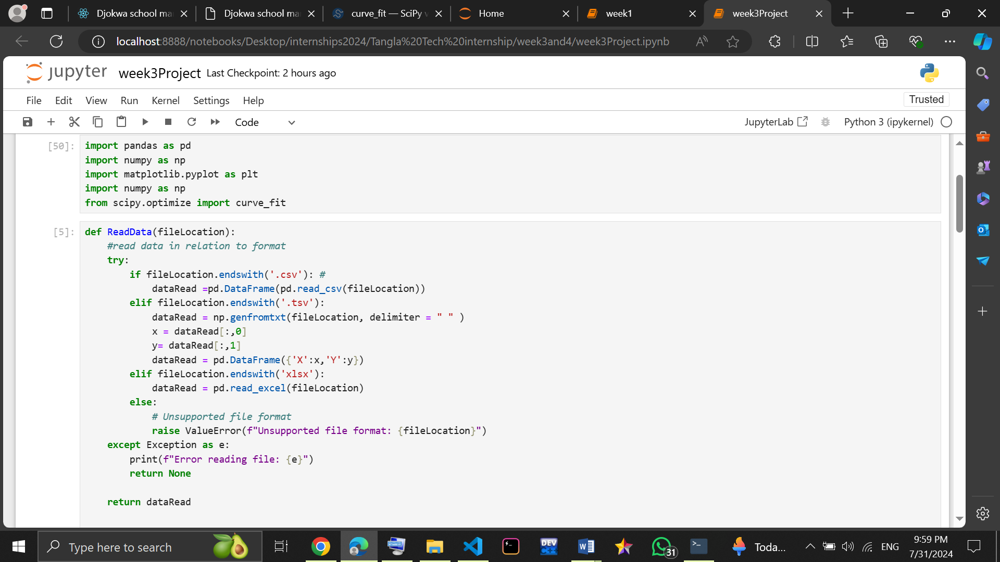 Djokwa school ma
Djokwa school ma
curve_fit — SciPy v
Home
week1
week3Project
localhost:8888/notebooks/Desktop/internships2024/Tangla%20Tech%20internship/week3and4/week3Project.ipynb
jupyter week3Project Last Checkpoint: 2 hours ago
File Edit View Run Kernel Settings Help
Trusted
Code
JupyterLab
Python 3 (ipykernel)
[50]:
import pandas as pd
import numpy as np
import matplotlib.pyplot as plt
import numpy as np
from scipy.optimize import curve_fit
[5]:
def ReadData(fileLocation):
    #read data in relation to format
    try:
        if fileLocation.endswith('.csv'): #
            dataRead =pd.DataFrame(pd.read_csv(fileLocation))
        elif fileLocation.endswith('.tsv'):
            dataRead = np.genfromtxt(fileLocation, delimiter = " " )
            x = dataRead[:,0]
            y= dataRead[:,1]
            dataRead = pd.DataFrame({'X':x,'Y':y})
        elif fileLocation.endswith('xlsx'):
            dataRead = pd.read_excel(fileLocation)
        else:
            # Unsupported file format
            raise ValueError(f"Unsupported file format: {fileLocation}")
    except Exception as e:
        print(f"Error reading file: {e}")
        return None
    return dataRead
Type here to search
DEV
C++
31
Toda...
ENG
9:59 PM
7/31/2024